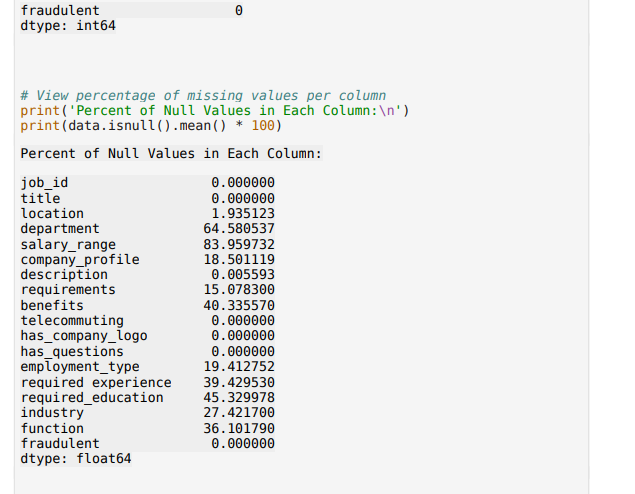 fraudulent 0
dtype: int64
# View percentage of missing values per column
print('Percent of Null Values in Each Column:\n')
print(data.isnull().mean() * 100)
Percent of Null Values in Each Column:
job_id 0.000000
title 0.000000
location 1.935123
department 64.580537
salary_range 83.959732
company_profile 18.501119
description 0.005593
requirements 15.078300
benefits 40.335570
telecommuting 0.000000
has_company_logo 0.000000
has_questions 0.000000
employment_type 19.412752
required experience 39.429530
required_education 45.329978
industry 27.421700
function 36.101790
fraudulent 0.000000
dtype: float64